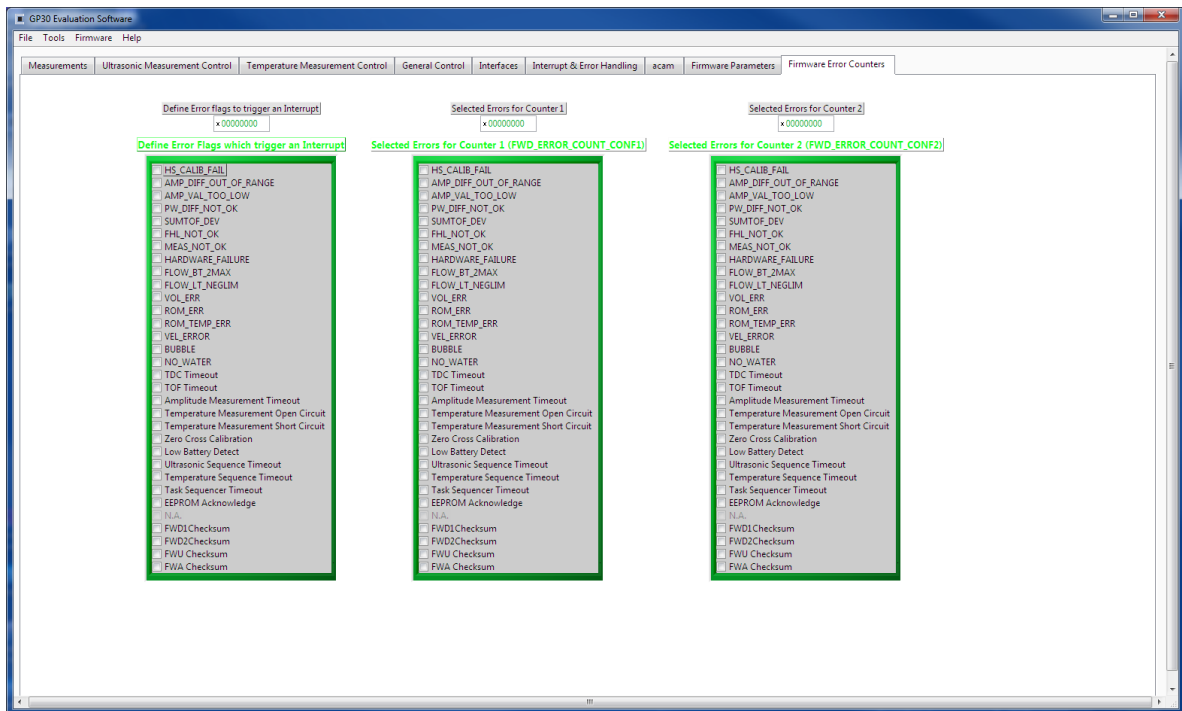 GP30 Evaluation Software
File Tools Firmware Help
Measurements Ultrasonic Measurement Control Temperature Measurement Control General Control Interfaces Interrupt & Error Handling acam Firmware Parameters Firmware Error Counters
Define Error flags to trigger an Interrupt
x 00000000
Define Error Flags which trigger an Interrupt
HS_CALIB_FAIL
AMP_DIFF_OUT_OF_RANGE
AMP_VAL_TOO_LOW
PW_DIFF_NOT_OK
SUMTOF_DEV
FHL_NOT_OK
MEAS_NOT_OK
HARDWARE_FAILURE
FLOW_BT_2MAX
FLOW_LT_NEGLIM
VOL_ERR
ROM_ERR
ROM_TEMP_ERR
VEL_ERROR
BUBBLE
NO_WATER
TDC Timeout
TOF Timeout
Amplitude Measurement Timeout
Temperature Measurement Open Circuit
Temperature Measurement Short Circuit
Zero Cross Calibration
Low Battery Detect
Ultrasonic Sequence Timeout
Temperature Sequence Timeout
Task Sequencer Timeout
EEPROM Acknowledge
N.A.
FWD1Checksum
FWD2Checksum
FWU Checksum
FWA Checksum
Selected Errors for Counter 1
x 00000000
Selected Errors for Counter 1 (FWD_ERROR_COUNT_CONF1)
HS_CALIB_FAIL
AMP_DIFF_OUT_OF_RANGE
AMP_VAL_TOO_LOW
PW_DIFF_NOT_OK
SUMTOF_DEV
FHL_NOT_OK
MEAS_NOT_OK
HARDWARE_FAILURE
FLOW_BT_2MAX
FLOW_LT_NEGLIM
VOL_ERR
ROM_ERR
ROM_TEMP_ERR
VEL_ERROR
BUBBLE
NO_WATER
TDC Timeout
TOF Timeout
Amplitude Measurement Timeout
Temperature Measurement Open Circuit
Temperature Measurement Short Circuit
Zero Cross Calibration
Low Battery Detect
Ultrasonic Sequence Timeout
Temperature Sequence Timeout
Task Sequencer Timeout
EEPROM Acknowledge
N.A.
FWD1Checksum
FWD2Checksum
FWU Checksum
FWA Checksum
Selected Errors for Counter 2
x 00000000
Selected Errors for Counter 2 (FWD_ERROR_COUNT_CONF2)
HS_CALIB_FAIL
AMP_DIFF_OUT_OF_RANGE
AMP_VAL_TOO_LOW
PW_DIFF_NOT_OK
SUMTOF_DEV
FHL_NOT_OK
MEAS_NOT_OK
HARDWARE_FAILURE
FLOW_BT_2MAX
FLOW_LT_NEGLIM
VOL_ERR
ROM_ERR
ROM_TEMP_ERR
VEL_ERROR
BUBBLE
NO_WATER
TDC Timeout
TOF Timeout
Amplitude Measurement Timeout
Temperature Measurement Open Circuit
Temperature Measurement Short Circuit
Zero Cross Calibration
Low Battery Detect
Ultrasonic Sequence Timeout
Temperature Sequence Timeout
Task Sequencer Timeout
EEPROM Acknowledge
N.A.
FWD1Checksum
FWD2Checksum
FWU Checksum
FWA Checksum